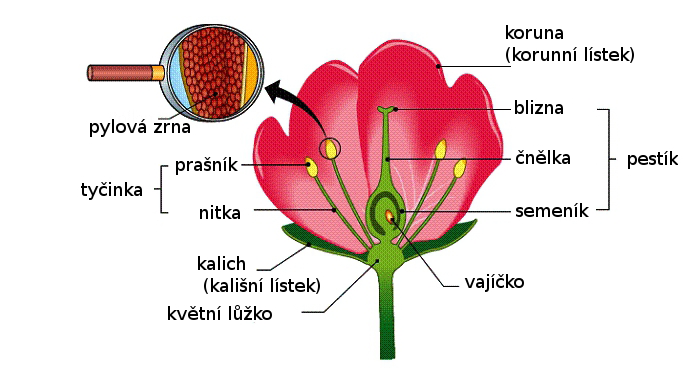 koruna
(korunní lístek)
blizna
pylová zrna
čnělka
pestík
prašník
tyčinka
nitka
semeník
kalich
(kališní lístek)
vajíčko
květní lůžko